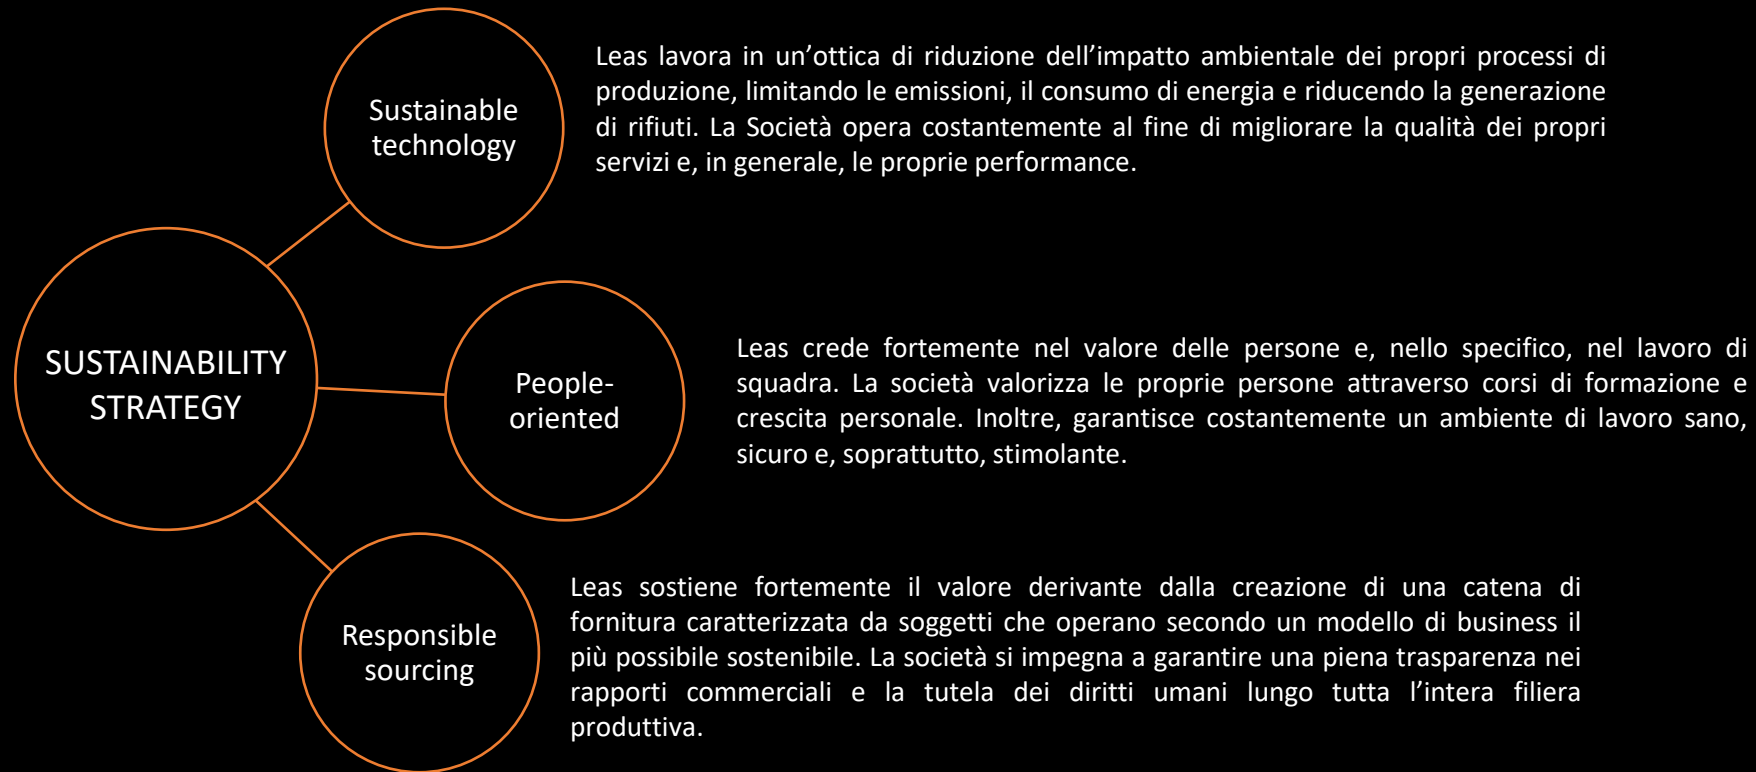 Sustainable
technology
Leas lavora in un’ottica di riduzione dell’impatto ambientale dei propri processi di
produzione, limitando le emissioni, il consumo di energia e riducendo la generazione
di rifiuti. La Società opera costantemente al fine di migliorare la qualità dei propri
servizi e, in generale, le proprie performance.
SUSTAINABILITY
STRATEGY
People-
oriented
Leas crede fortemente nel valore delle persone e, nello specifico, nel lavoro di
squadra. La società valorizza le proprie persone attraverso corsi di formazione e
crescita personale. Inoltre, garantisce costantemente un ambiente di lavoro sano,
sicuro e, soprattutto, stimolante.
Responsible
sourcing
Leas sostiene fortemente il valore derivante dalla creazione di una catena di
fornitura caratterizzata da soggetti che operano secondo un modello di business il
più possibile sostenibile. La società si impegna a garantire una piena trasparenza nei
rapporti commerciali e la tutela dei diritti umani lungo tutta l’intera filiera
produttiva.